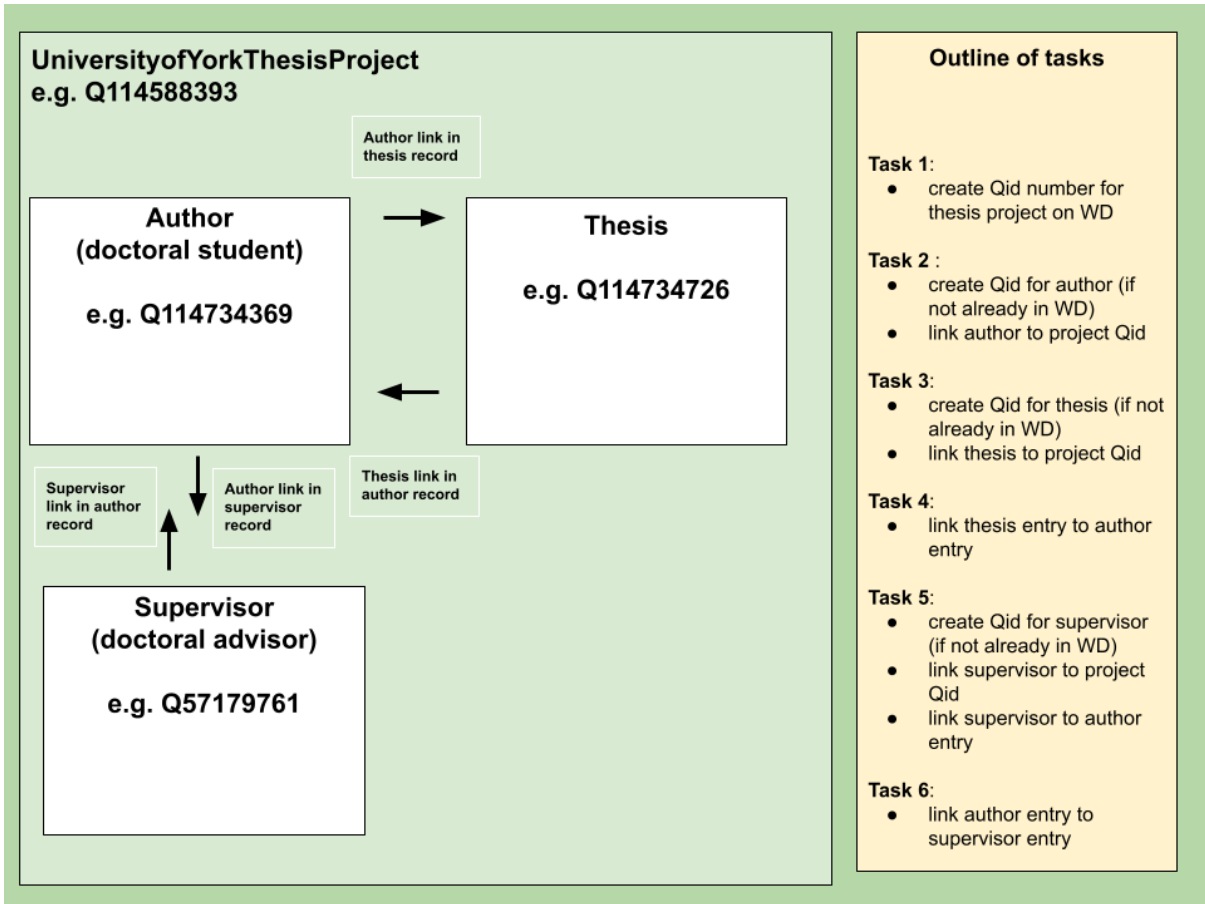 UniversityofYorkThesisProject
e.g. Q114588393
Author link in
thesis record
Author
(doctoral student)
e.g. Q114734369
Thesis
e.g. Q114734726
Supervisor
link in author
record
Author link in
supervisor
record
Thesis link in
author record
Supervisor
(doctoral advisor)
e.g. Q57179761
Outline of tasks
Task 1:
● create Qid number for
thesis project on WD
Task 2 :
● create Qid for author (if
not already in WD)
● link author to project Qid
Task 3:
● create Qid for thesis (if not
already in WD)
● link thesis to project Qid
Task 4:
● link thesis entry to author
entry
Task 5:
● create Qid for supervisor
(if not already in WD)
● link supervisor to project
Qid
● link supervisor to author
entry
Task 6:
● link author entry to
supervisor entry